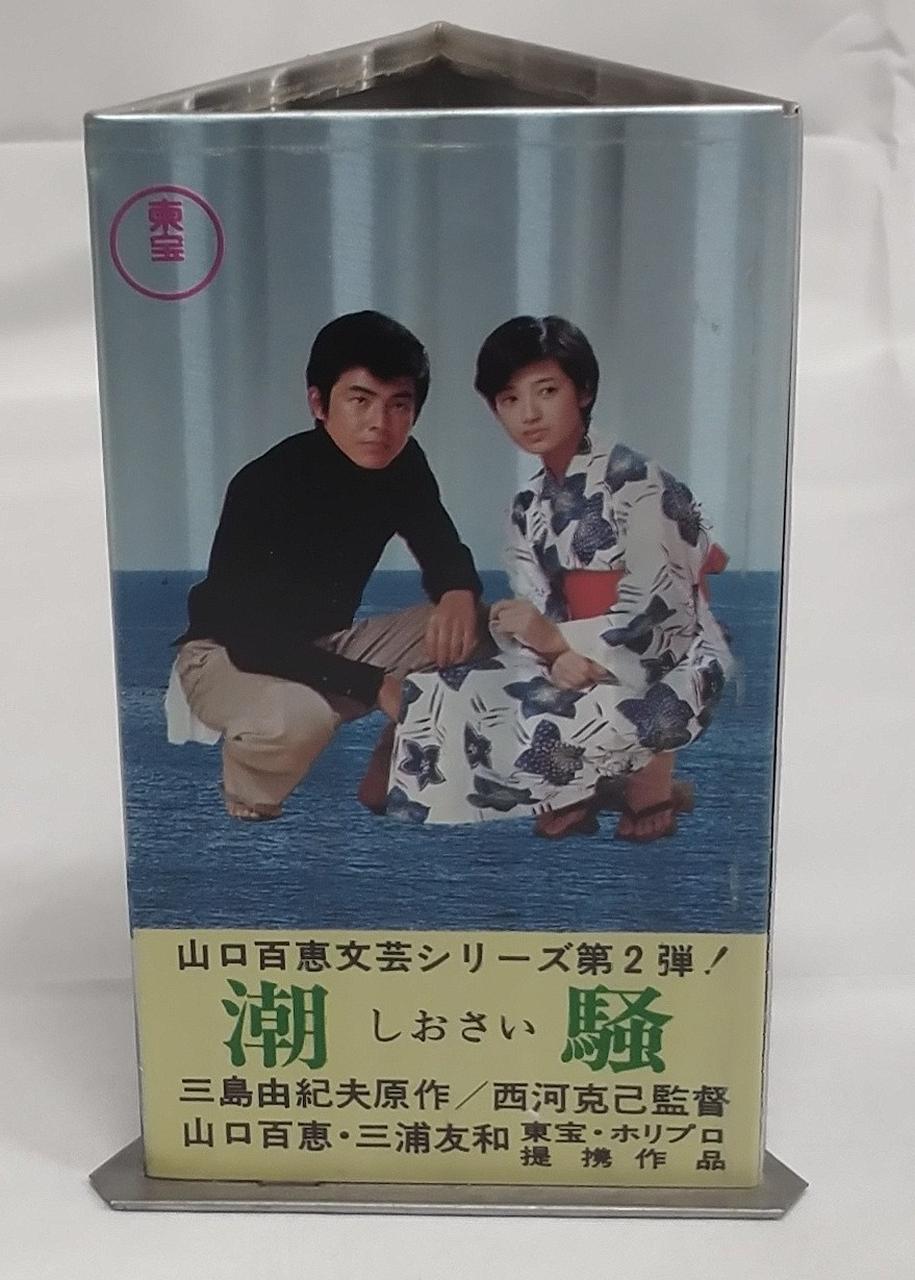 東宝
山口百恵文芸シリーズ第2弾！
潮 しおさい 騒
三島由紀夫原作／西河克己監督
山口百恵・三浦友和 東宝・ホリプロ
提携作品